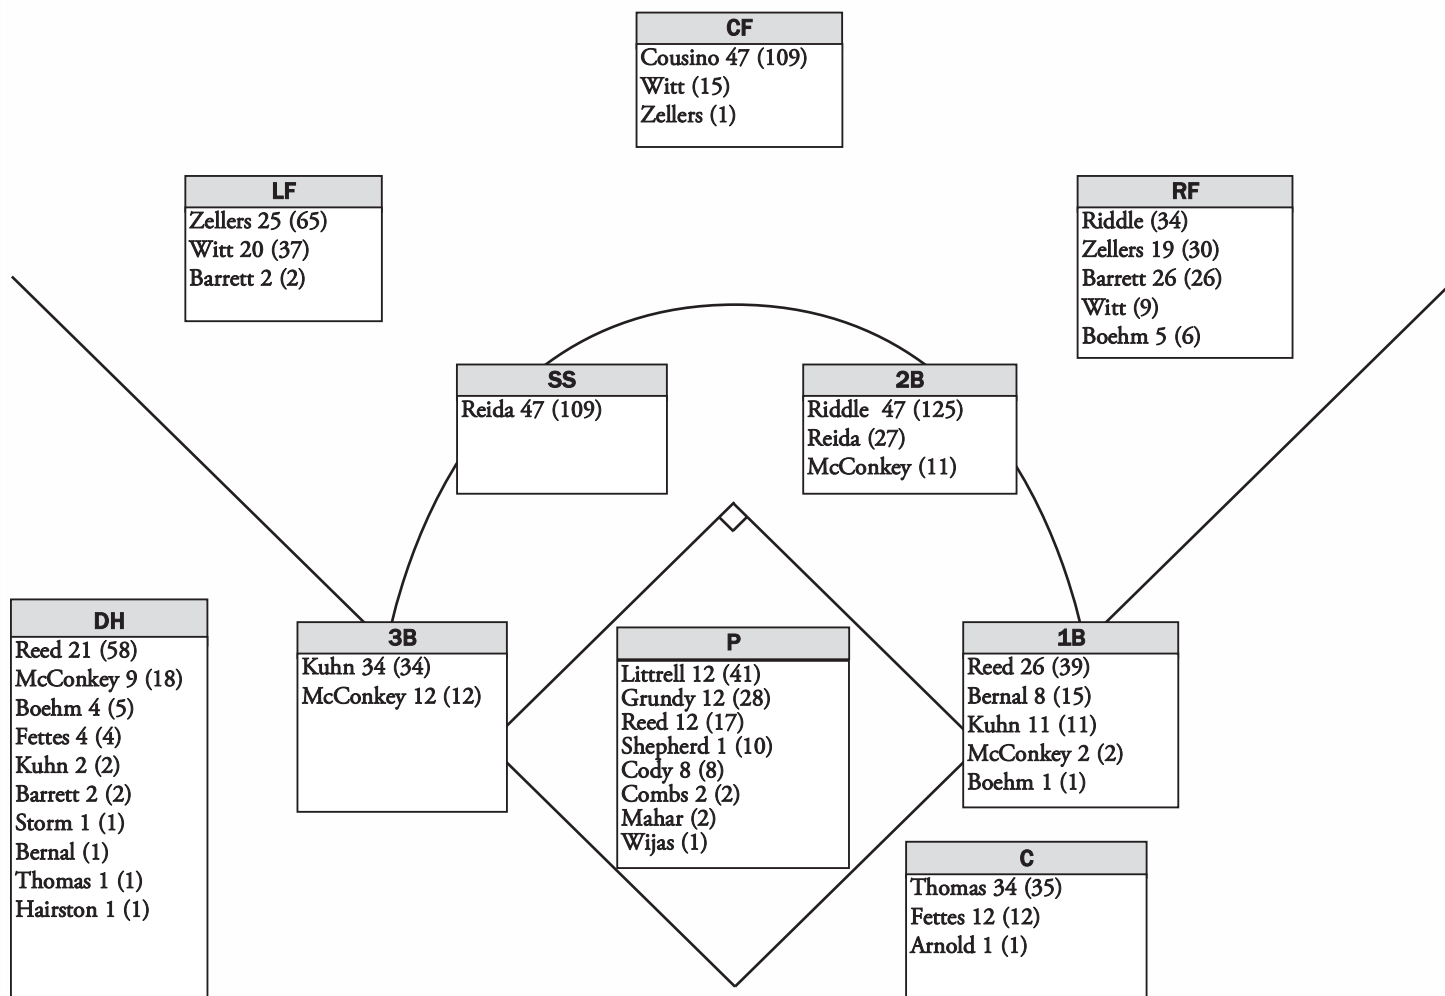 CF
Cousino 47 (109)
Witt (15)
Zellers (1)
LF
Zellers 25 (65)
Witt 20 (37)
Barrett 2 (2)
RF
Riddle (34)
Zellers 19 (30)
Barrett 26 (26)
Witt (9)
Boehm 5 (6)
SS
Reida 47 (109)
2B
Riddle 47 (125)
Reida (27)
McConkey (11)
DH
Reed 21 (58)
McConkey 9 (18)
Boehm 4 (5)
Fettes 4 (4)
Kuhn 2 (2)
Barrett 2 (2)
Storm 1 (1)
Bernal (1)
Thomas 1 (1)
Hairston 1 (1)
3B
Kuhn 34 (34)
McConkey 12 (12)
P
Littrell 12 (41)
Grundy 12 (28)
Reed 12 (17)
Shepherd 1 (10)
Cody 8 (8)
Combs 2 (2)
Mahar (2)
Wijas (1)
1B
Reed 26 (39)
Bernal 8 (15)
Kuhn 11 (11)
McConkey 2 (2)
Boehm 1 (1)
C
Thomas 34 (35)
Fettes 12 (12)
Arnold 1 (1)